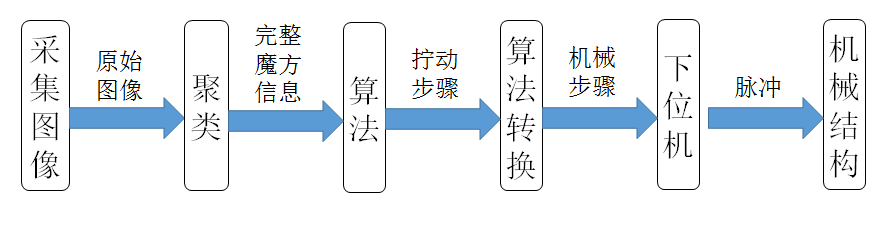 采集图像
原始
图像
聚类
完整
魔方
信息
算法
拧动
步骤
算法转换
机械
步骤
下位机
脉冲
机械结构